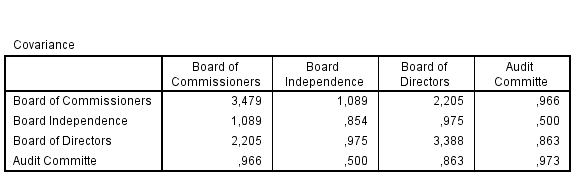 Covariance
Board of Commissioners Board Independence Board of Directors Audit Committe
Board of Commissioners 3,479 1,089 2,205 ,966
Board Independence 1,089 ,854 ,975 ,500
Board of Directors 2,205 ,975 3,388 ,863
Audit Committe ,966 ,500 ,863 ,973